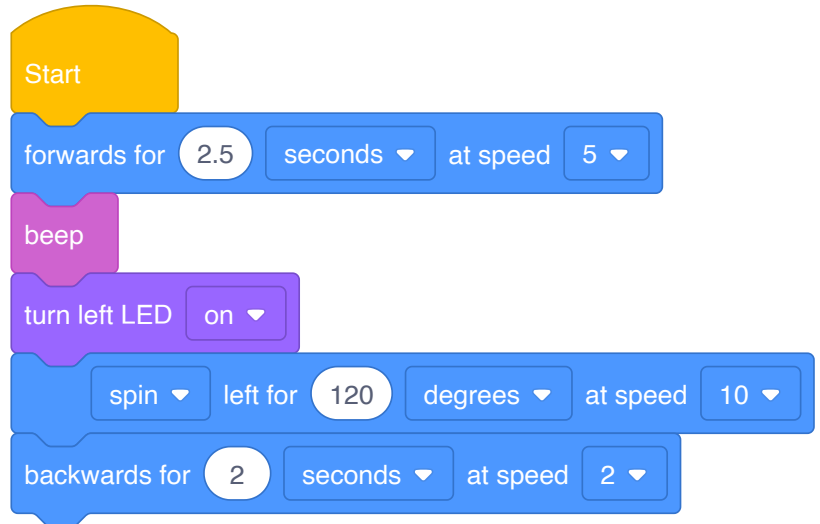 Start
forwards for 2.5 seconds at speed 5
beep
turn left LED on
spin left for 120 degrees at speed 10
backwards for 2 seconds at speed 2